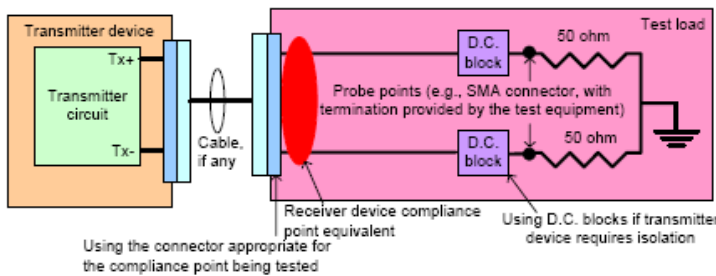 Transmitter device
Tx+
Transmitter
circuit
Tx-
Cable,
if any
Test load
D.C.
block
50 ohm
Probe points (e.g., SMA connector, with
termination provided by the test equipment)
D.C.
block
50 ohm
Receiver device compliance
point equivalent
Using D.C. blocks if transmitter
device requires isolation
Using the connector appropriate for
the compliance point being tested